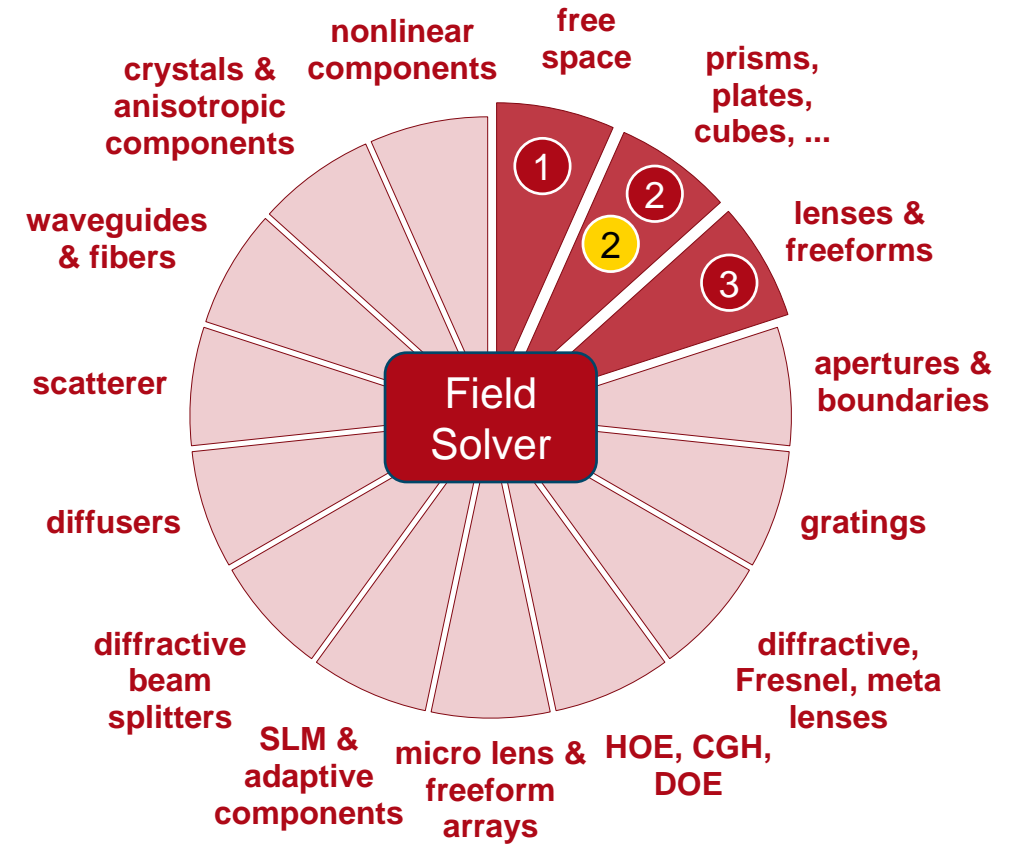 free
space
prisms,
plates,
cubes, ...
lenses &
freeforms
apertures &
boundaries
gratings
diffractive,
Fresnel, meta
lenses
HOE, CGH,
DOE
micro lens &
freeform
arrays
SLM &
adaptive
components
diffractive
beam
splitters
diffusers
scatterer
waveguides
& fibers
crystals &
anisotropic
components
nonlinear
components
1
2
2
3
Field
Solver